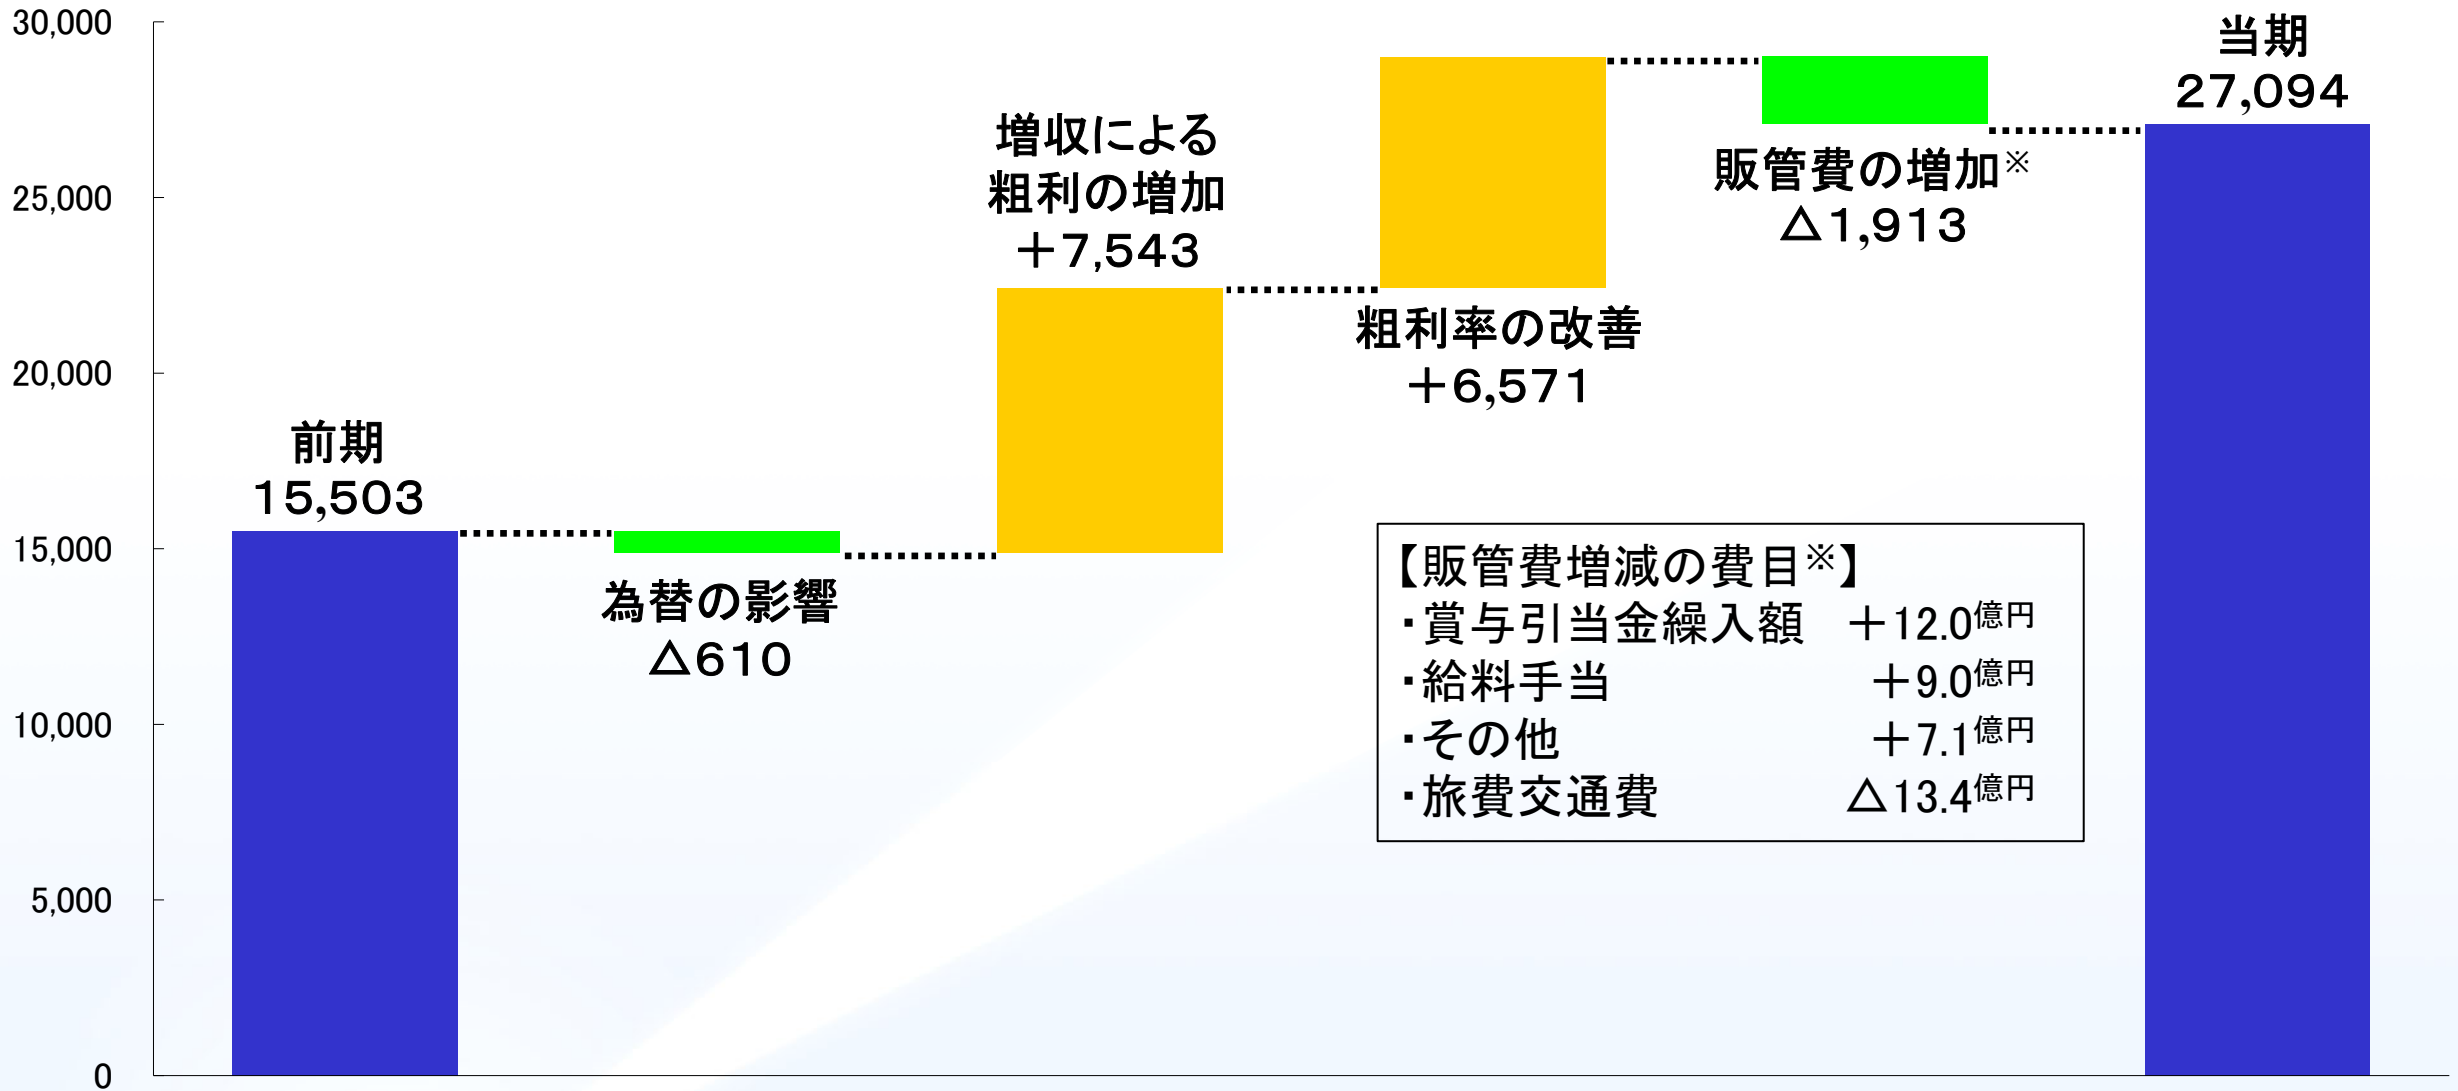 30,000
25,000
20,000
15,000
10,000
5,000
0
前期
15,503
為替の影響
△610
増収による
粗利の増加
＋7,543
粗利率の改善
＋6,571
販管費の増加※
△1,913
当期
27,094
【販管費増減の費目※】
・賞与引当金繰入額 ＋12.0億円
・給料手当 ＋9.0億円
・その他 ＋7.1億円
・旅費交通費 △13.4億円